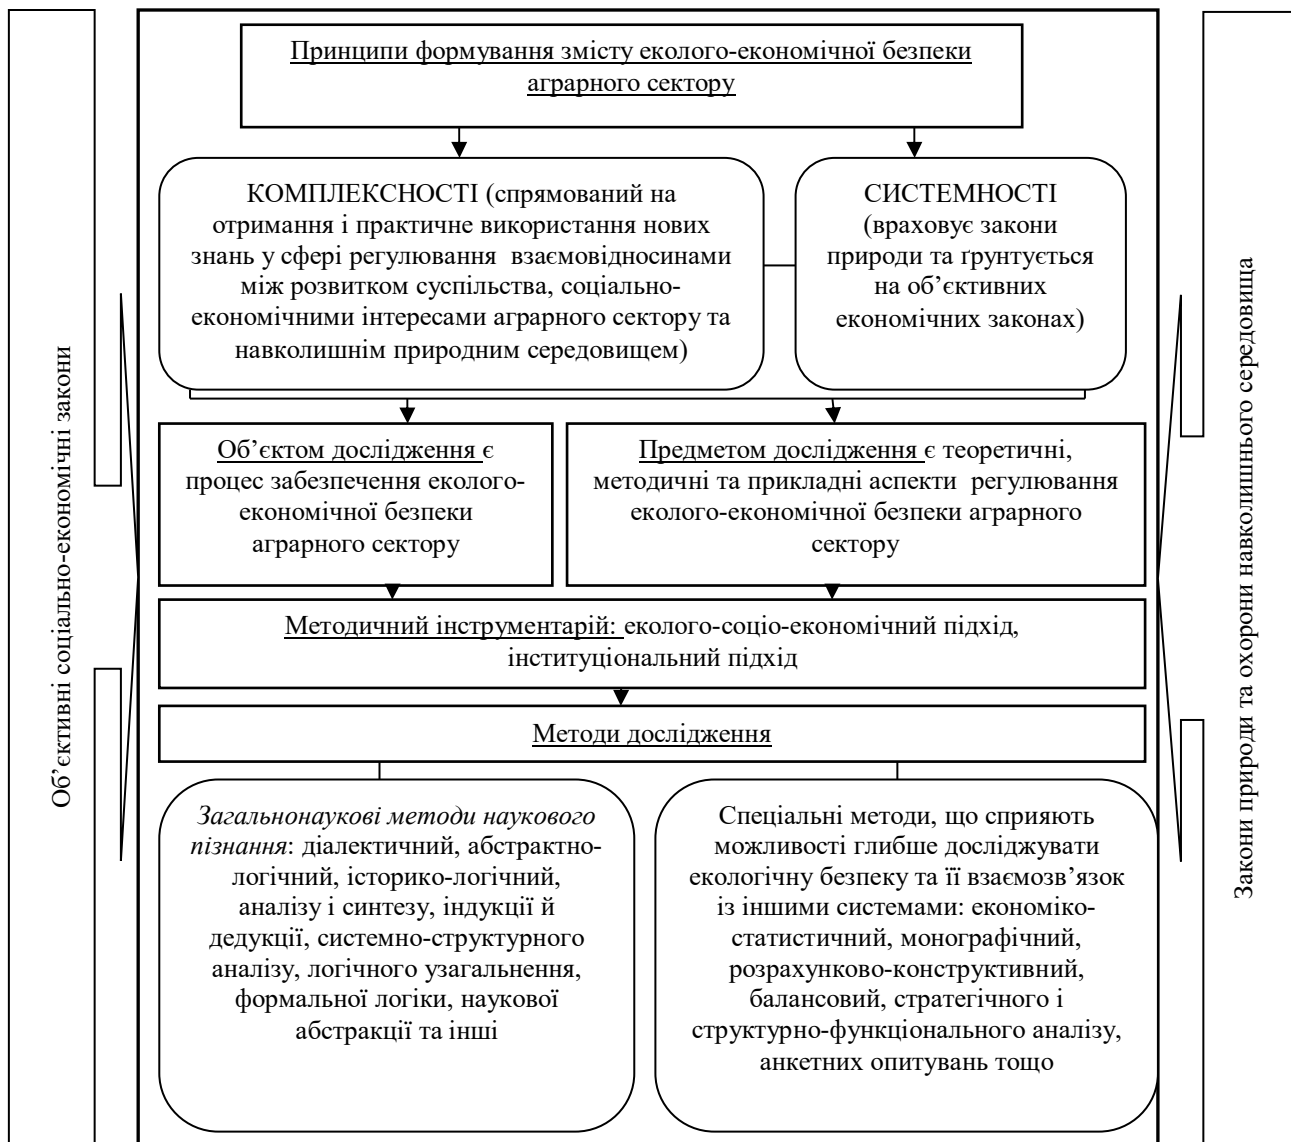 Принципи формування змісту еколого-економічної безпеки
аграрного сектору
КОМПЛЕКСНОСТІ (спрямований на
отримання і практичне використання нових
знань у сфері регулювання взаємовідносинами
між розвитком суспільства, соціально-
економічними інтересами аграрного сектору та
навколишнім природним середовищем)
СИСТЕМНОСТІ
(враховує закони
природи та ґрунтується
на об’єктивних
економічних законах)
Об’єктом дослідження є
процес забезпечення еколого-
економічної безпеки
аграрного сектору
Предметом дослідження є теоретичні,
методичні та прикладні аспекти регулювання
еколого-економічної безпеки аграрного
сектору
Методичний інструментарій: еколого-соціо-економічний підхід,
інституціональний підхід
Методи дослідження
Загальнонаукові методи наукового
пізнання: діалектичний, абстрактно-
логічний, історико-логічний,
аналізу і синтезу, індукції й
дедукції, системно-структурного
аналізу, логічного узагальнення,
формальної логіки, наукової
абстракції та інші
Спеціальні методи, що сприяють
можливості глибше досліджувати
екологічну безпеку та її взаємозв’язок
із іншими системами: економіко-
статистичний, монографічний,
розрахунково-конструктивний,
балансовий, стратегічного і
структурно-функціонального аналізу,
анкетних опитувань тощо
Об’єктивні соціально-економічні закони
Закони природи та охорони навколишнього середовища